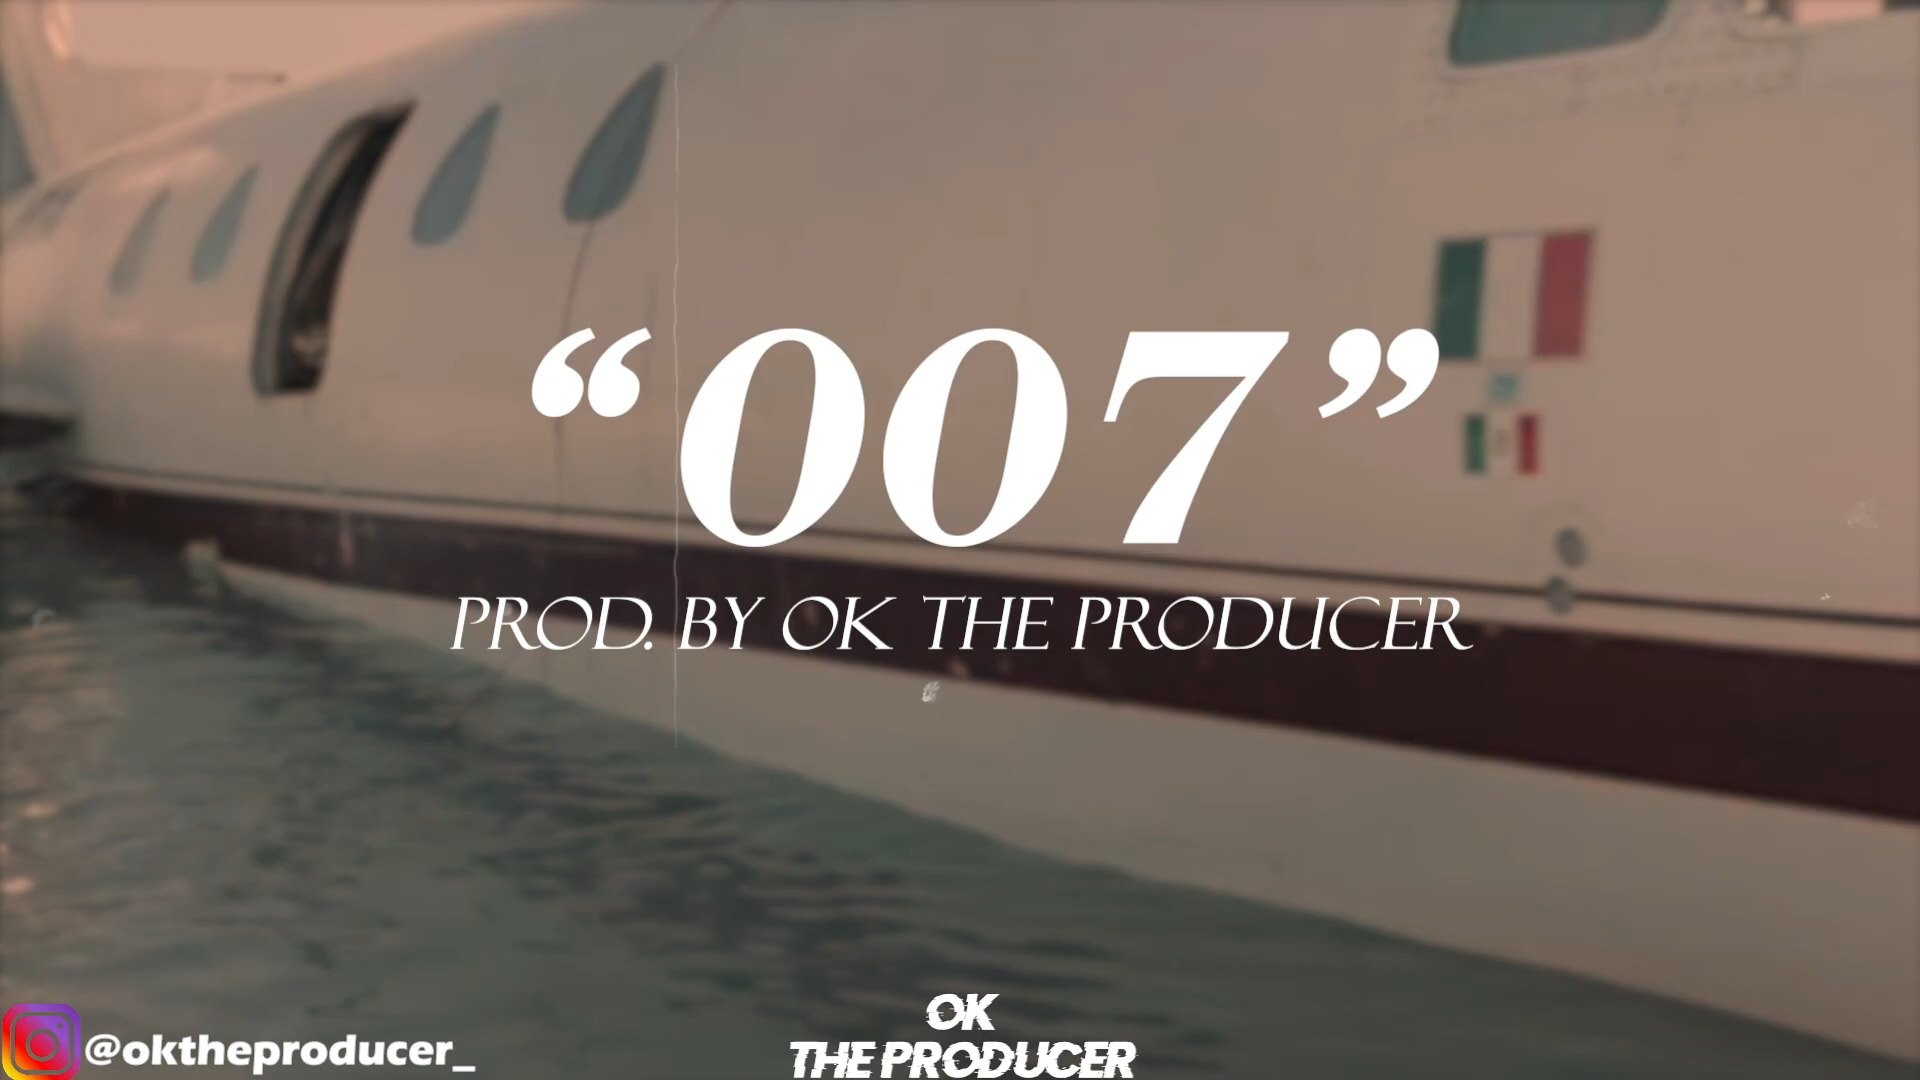 “007”
PROD. BY OK THE PRODUCER
OK
THE PRODUCER
@oktheproducer_